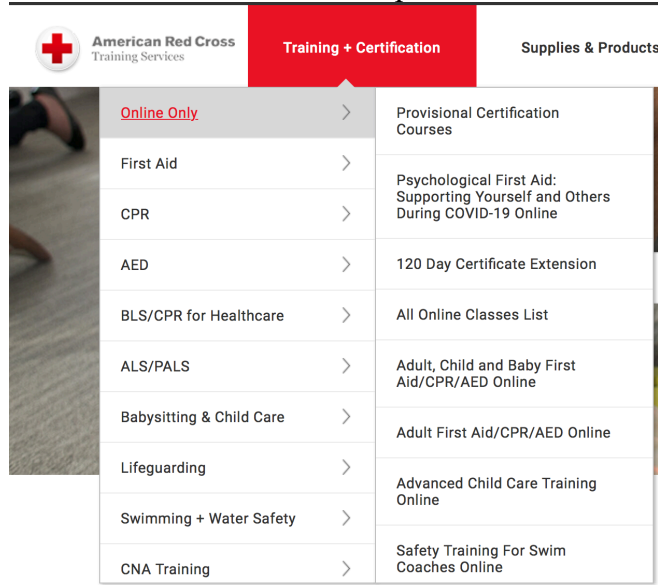 American Red Cross
Training Services
Training + Certification
Supplies & Products
Online Only
First Aid
CPR
AED
BLS/CPR for Healthcare
ALS/PALS
Babysitting & Child Care
Lifeguarding
Swimming + Water Safety
CNA Training
Provisional Certification
Courses
Psychological First Aid:
Supporting Yourself and Others
During COVID-19 Online
120 Day Certificate Extension
All Online Classes List
Adult, Child and Baby First
Aid/CPR/AED Online
Adult First Aid/CPR/AED Online
Advanced Child Care Training
Online
Safety Training For Swim
Coaches Online